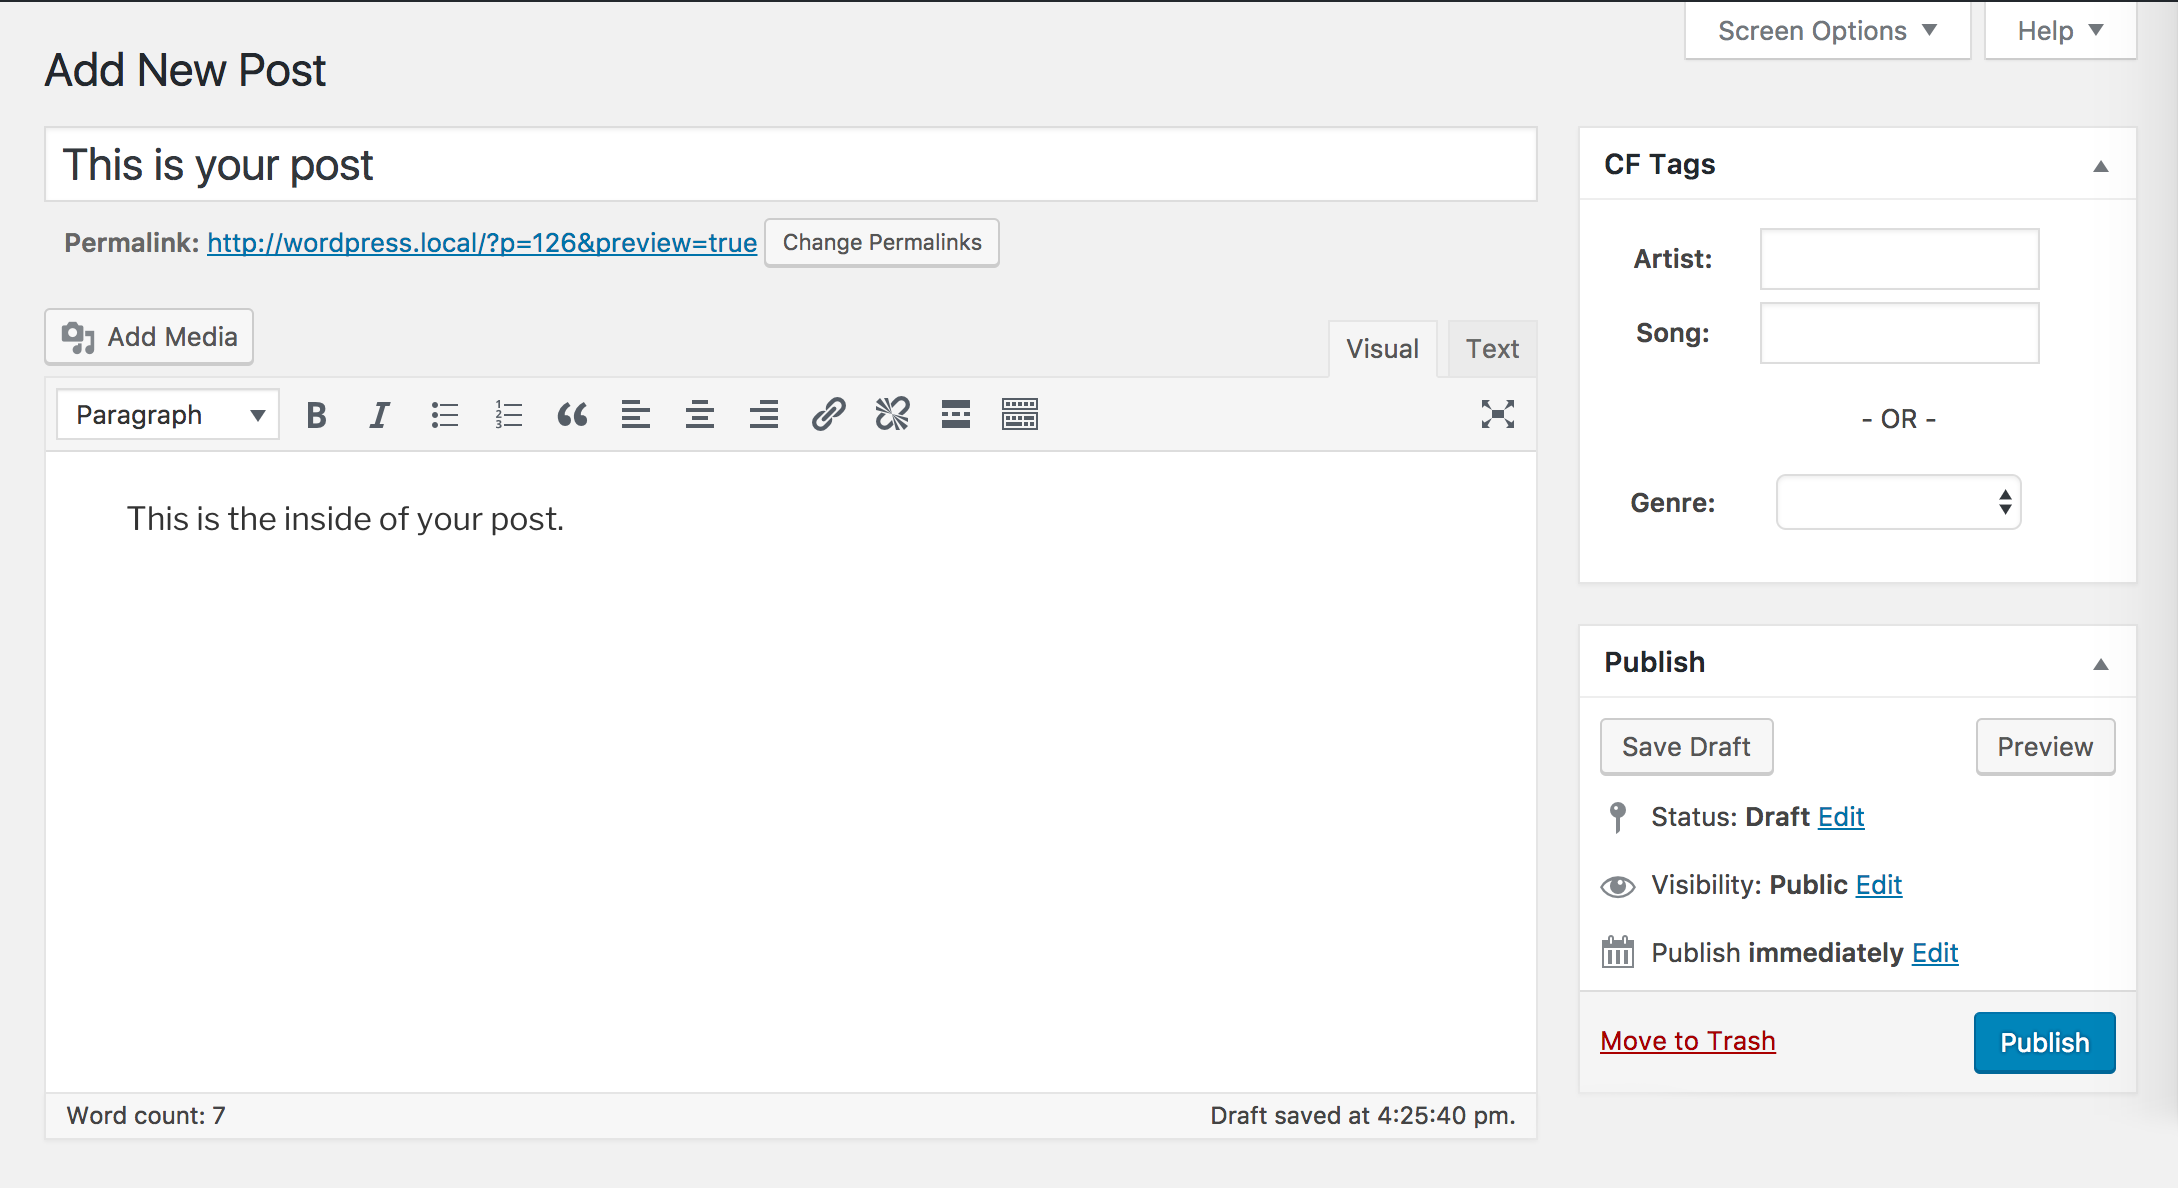 Screen Options ▼ Help ▼
Add New Post
This is your post
Permalink: http://wordpress.local/?p=126&preview=true Change Permalinks
Add Media
Visual Text
Paragraph ▼ B I
This is the inside of your post.
Word count: 7 Draft saved at 4:25:40 pm.
CF Tags ▲
Artist:
Song:
- OR -
Genre:
Publish ▲
Save Draft Preview
Status: Draft Edit
Visibility: Public Edit
Publish immediately Edit
Move to Trash Publish